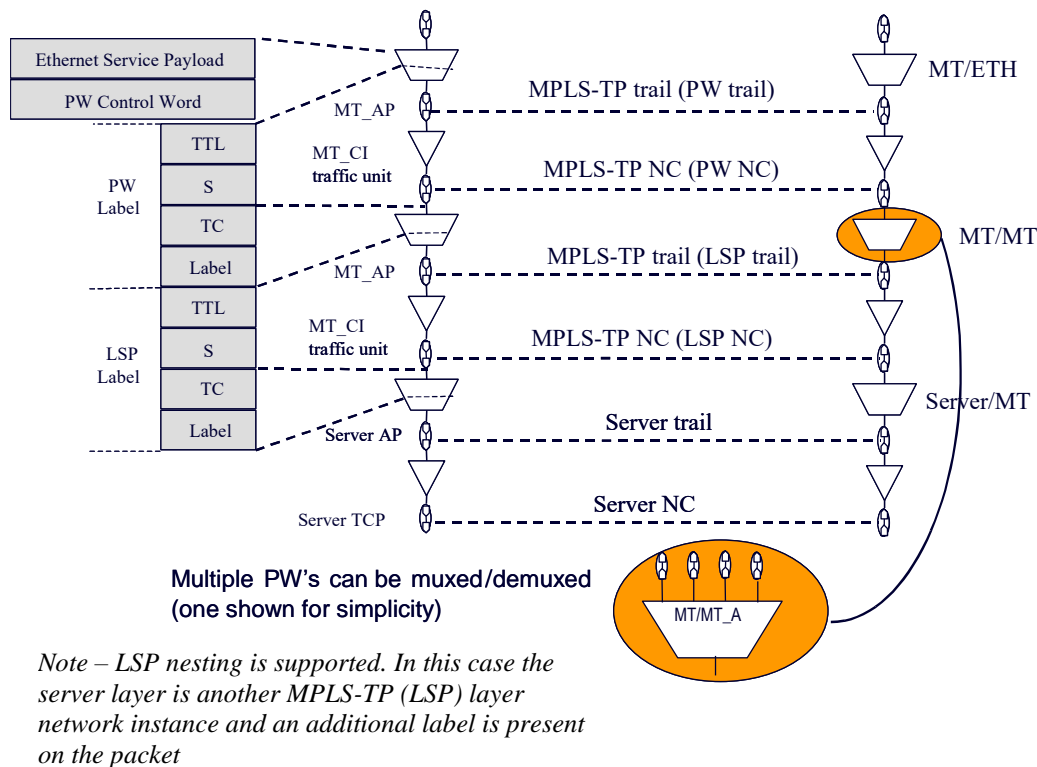 Ethernet Service Payload
PW Control Word
TTL
S
TC
Label
TTL
S
TC
Label
PW
Label
LSP
Label
MT_AP
MT_CI
traffic unit
MT_AP
MT_CI
traffic unit
Server AP
Server TCP
MPLS-TP trail (PW trail)
MPLS-TP NC (PW NC)
MPLS-TP trail (LSP trail)
MPLS-TP NC (LSP NC)
Server trail
Server NC
MT/ETH
MT/MT
Server/MT
MT/MT_A
Multiple PW's can be muxed/demuxed
(one shown for simplicity)
Note – LSP nesting is supported. In this case the
server layer is another MPLS-TP (LSP) layer
network instance and an additional label is present
on the packet